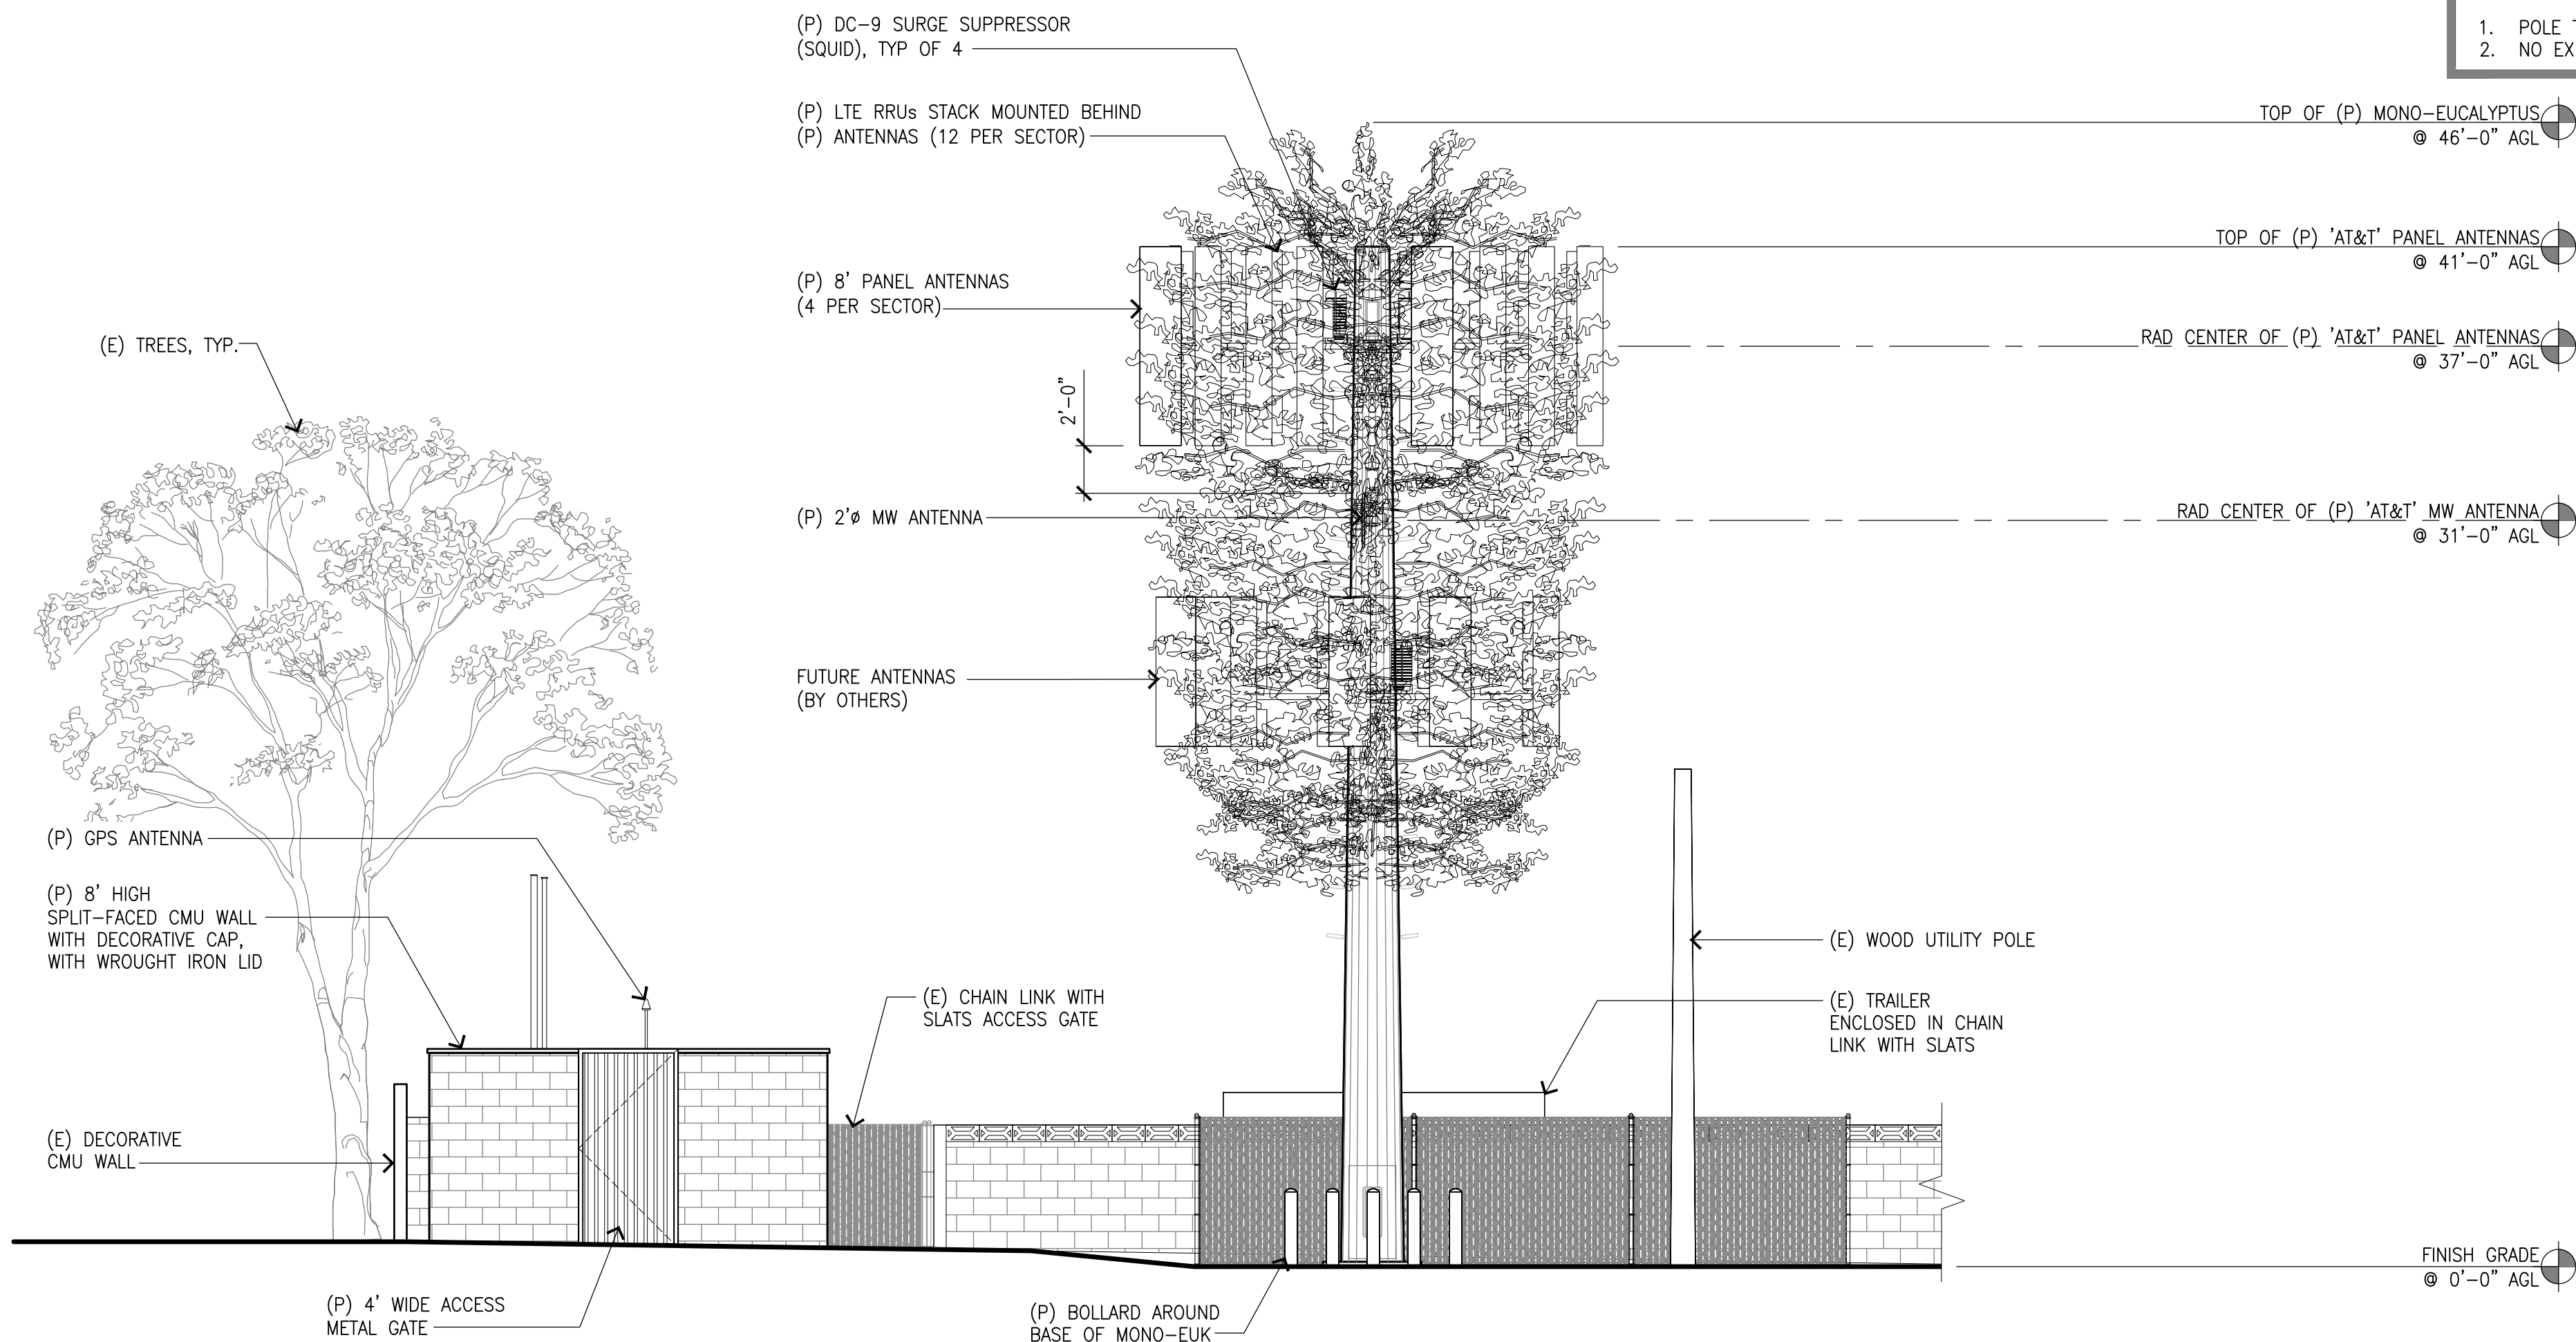 (P) DC-9 SURGE SUPPRESSOR
(SQUID), TYP OF 4
(P) LTE RRUs STACK MOUNTED BEHIND
(P) ANTENNAS (12 PER SECTOR)
(P) 8' PANEL ANTENNAS
(4 PER SECTOR)
(E) TREES, TYP.
2'-0"
(P) 2'ø MW ANTENNA
FUTURE ANTENNAS
(BY OTHERS)
(P) GPS ANTENNA
(P) 8' HIGH
SPLIT-FACED CMU WALL
WITH DECORATIVE CAP,
WITH WROUGHT IRON LID
(E) DECORATIVE
CMU WALL
(P) 4' WIDE ACCESS
METAL GATE
(E) CHAIN LINK WITH
SLATS ACCESS GATE
(P) BOLLARD AROUND
BASE OF MONO-EUK
(E) WOOD UTILITY POLE
(E) TRAILER
ENCLOSED IN CHAIN
LINK WITH SLATS
1. POLE
2. NO
TOP OF (P) MONO-EUCALYPTUS
@ 46'-0" AGL
TOP OF (P) 'AT&T' PANEL ANTENNAS
@ 41'-0" AGL
RAD CENTER OF (P) 'AT&T' PANEL ANTENNAS
@ 37'-0" AGL
RAD CENTER OF (P) 'AT&T' MW ANTENNA
@ 31'-0" AGL
FINISH GRADE
@ 0'-0" AGL